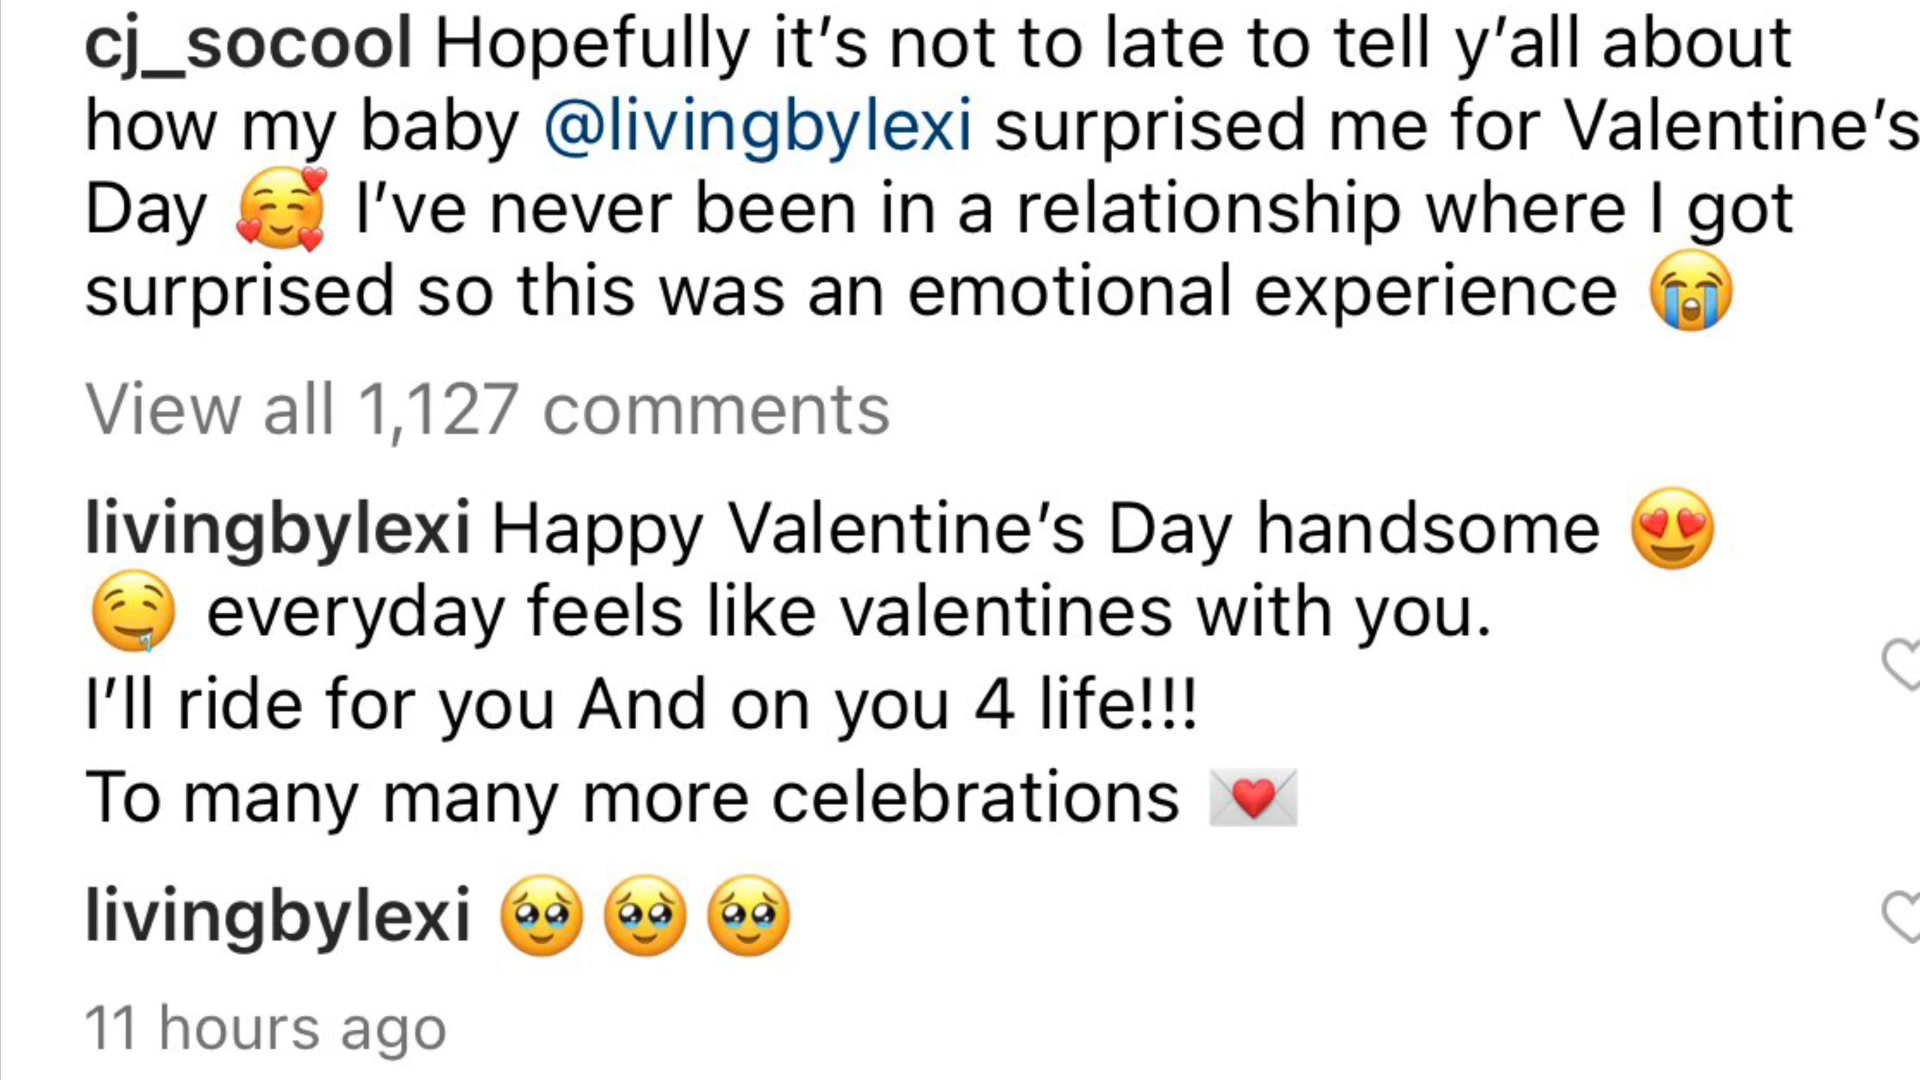 cj_socool Hopefully it’s not to late to tell y’all about
how my baby @livingbylexi surprised me for Valentine’s
Day 🥰 I’ve never been in a relationship where I got
surprised so this was an emotional experience 😭
View all 1,127 comments
livingbylexi Happy Valentine’s Day handsome 😍
🤤 everyday feels like valentines with you.
I’ll ride for you And on you 4 life!!!
To many many more celebrations 💌
livingbylexi 🥹🥹🥹
11 hours ago